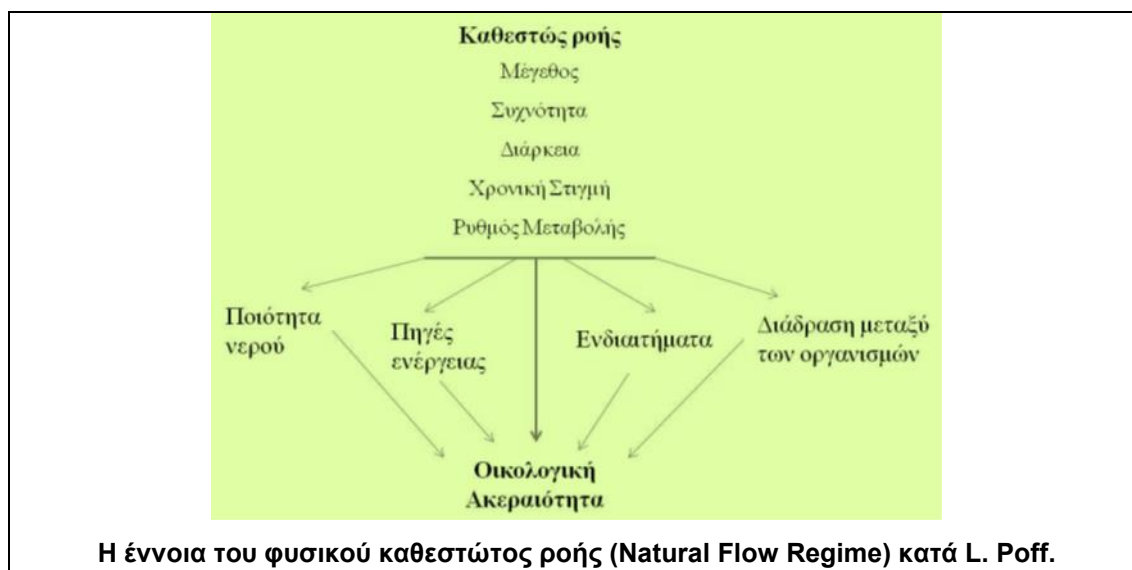 Καθεστώς ροής
Μέγεθος
Συχνότητα
Διάρκεια
Χρονική Στιγμή
Ρυθμός Μεταβολής
Ποιότητα
νερού
Πηγές
ενέργειας
Ενδιαιτήματα
Διάδραση μεταξύ
των οργανισμών
Οικολογική
Ακεραιότητα
Η έννοια του φυσικού καθεστώτος ροής (Natural Flow Regime) κατά L. Poff.